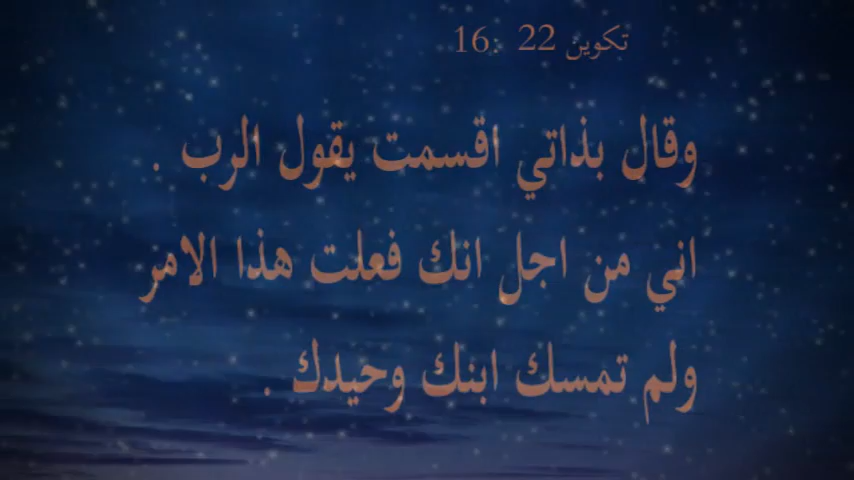 تكوين 22 : 16
وقال بذاتي اقسمت يقول الرب .
اني من اجل انك فعلت هذا الامر
ولم تمسك ابنك وحيدك .